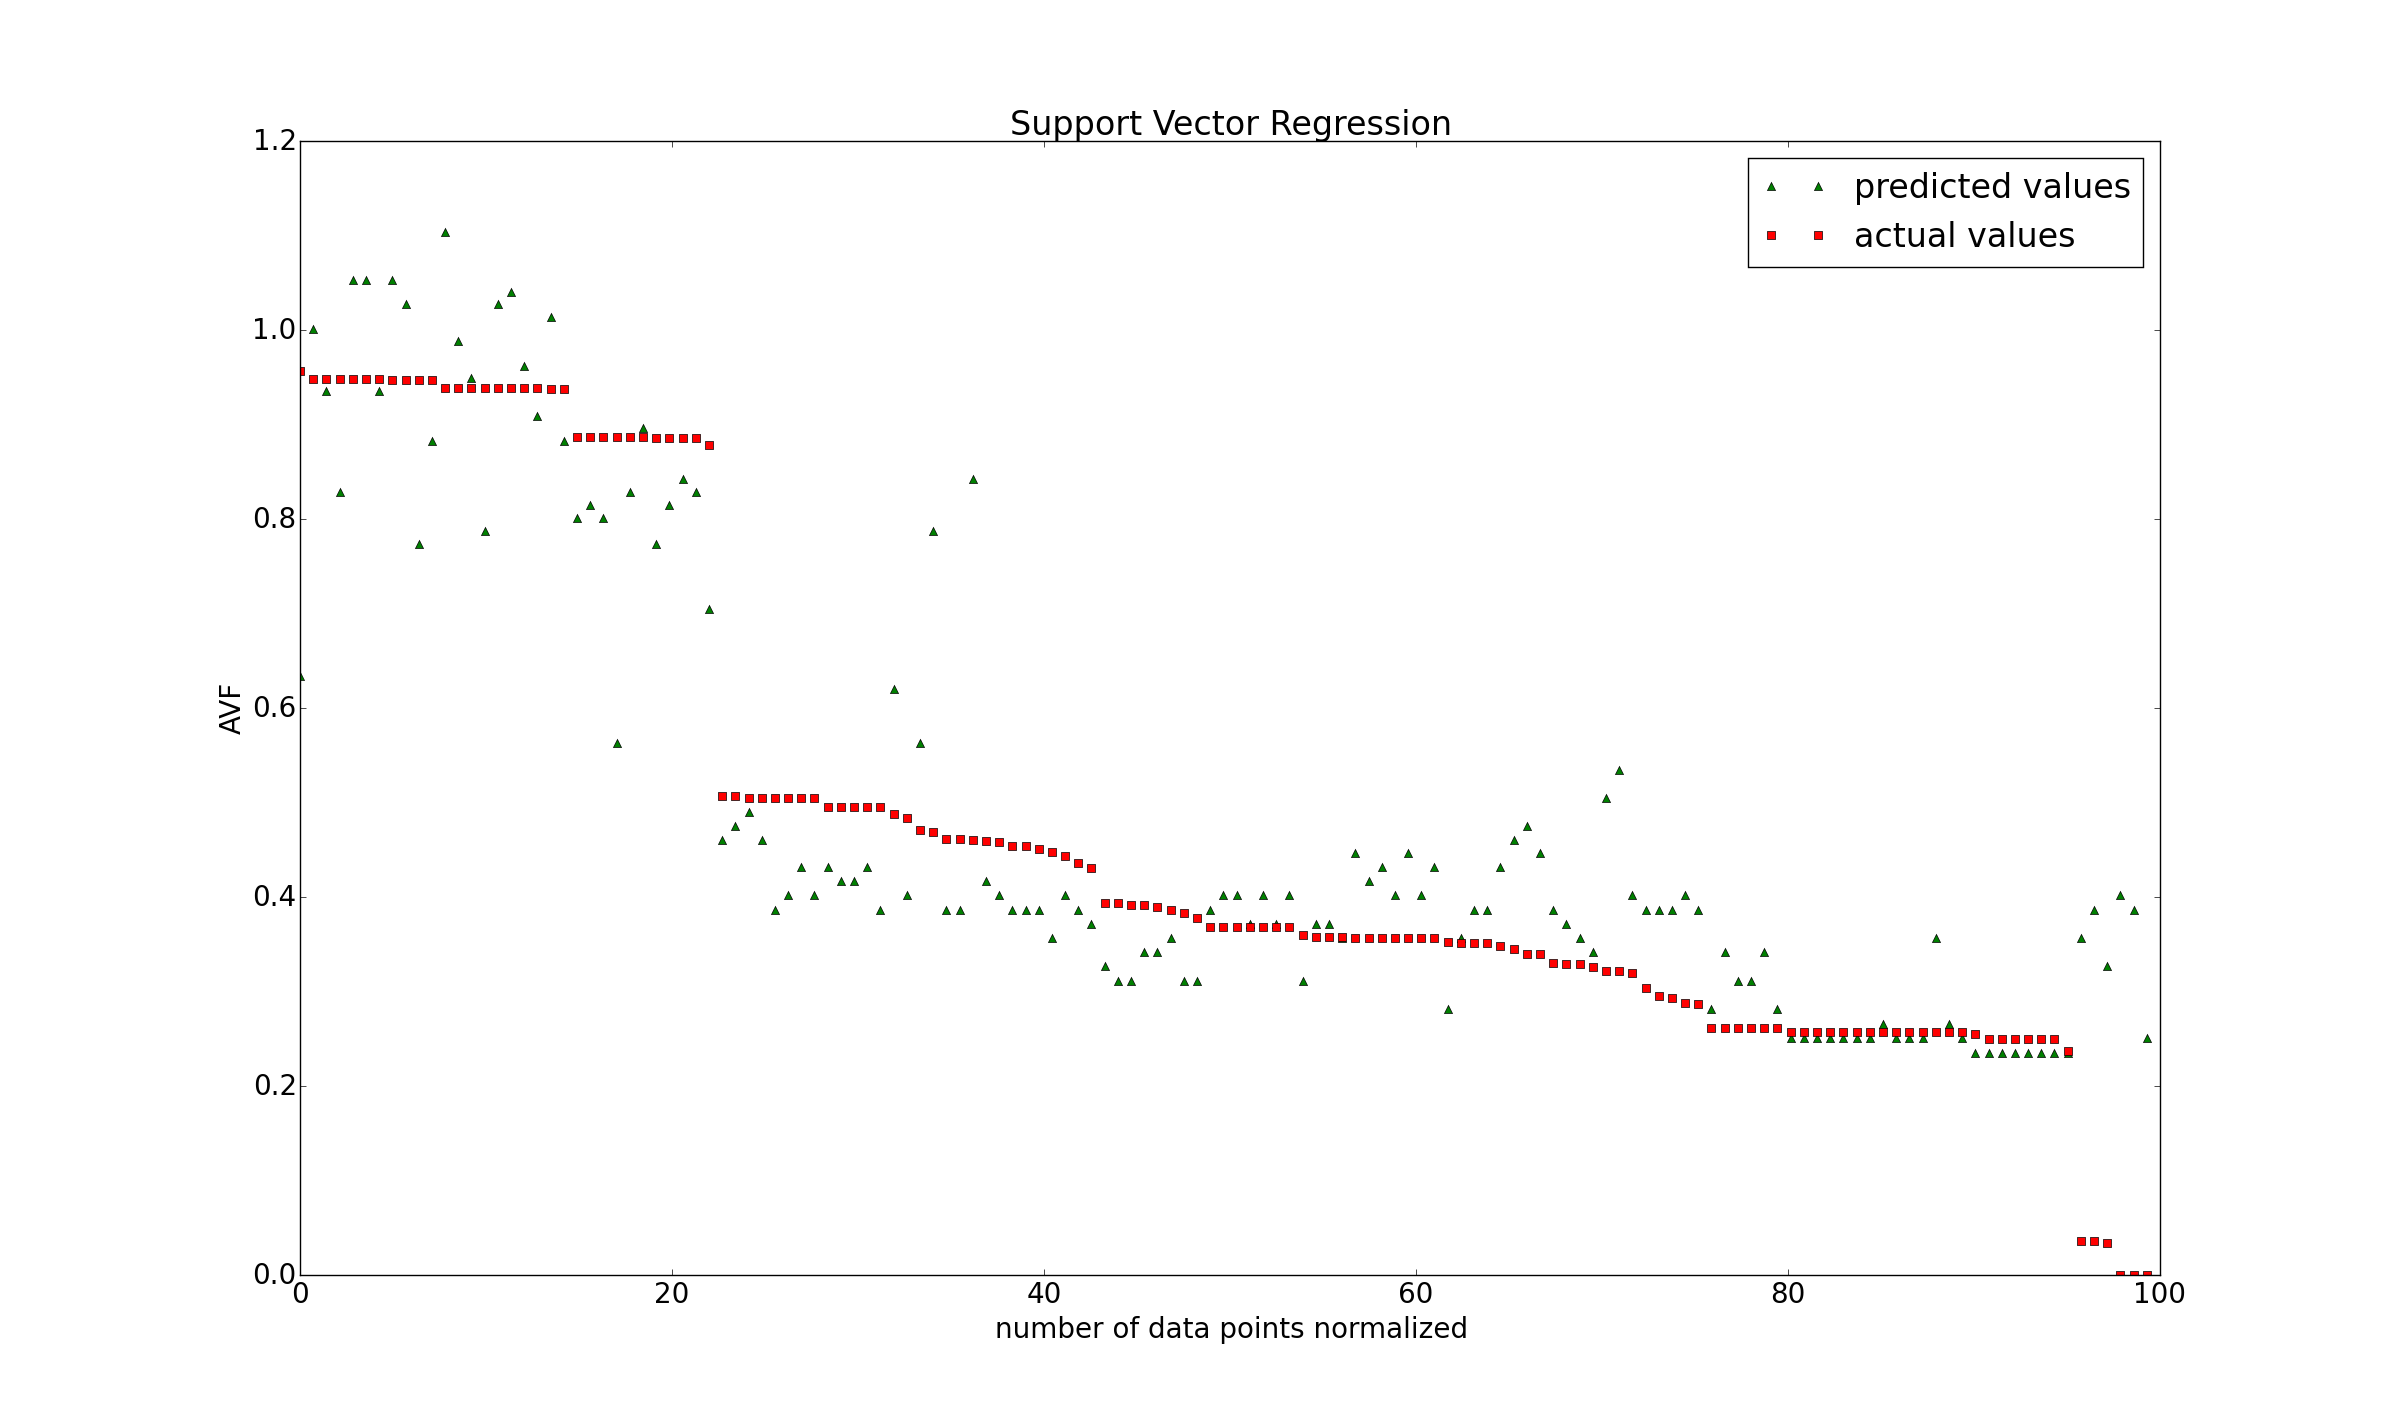 Support Vector Regression
1.2
1.0
0.8
0.6
0.4
0.2
0.0
AVF
predicted values
actual values
0 20 40 60 80 100
number of data points normalized